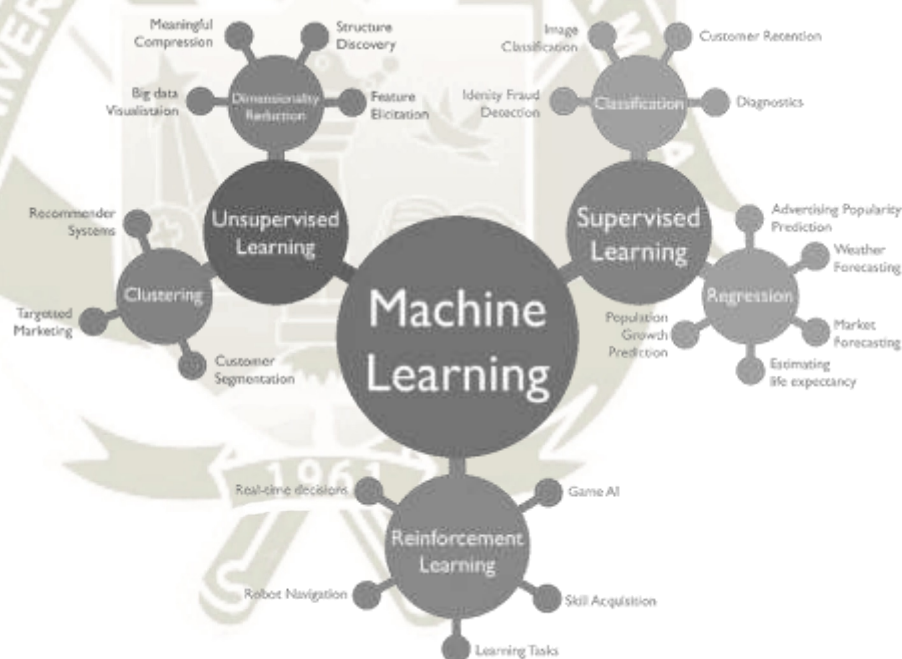 Meaningful
Compression
Structure
Discovery
Big data
Visualistaion
Dimensionality
Reduction
Feature
Elicitation
Unsupervised
Learning
Recommender
Systems
Clustering
Targetted
Marketing
Customer
Segmentation
Image
Classification
Customer Retention
Idenity Fraud
Detection
Classification
Diagnostics
Supervised
Learning
Advertising Popularity
Prediction
Weather
Forecasting
Regression
Population
Growth
Prediction
Market
Forecasting
Estimating
life expectancy
Machine
Learning
1961
Real-time decisions
Game AI
Reinforcement
Learning
Robot Navigation
Skill Acquisition
Learning Tasks